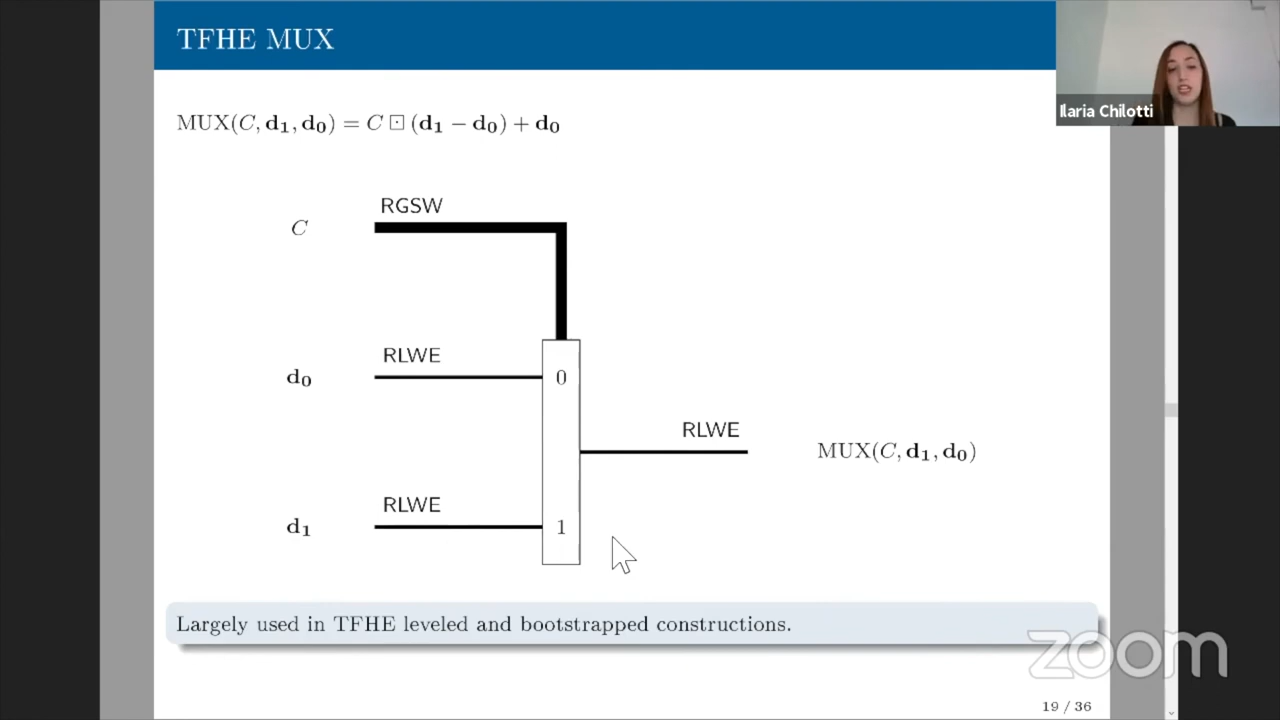 TFHE MUX
Ilaria Chilotti
MUX(C, d₁, d₀) = C ⊡ (d₁ − d₀) + d₀
RGSW
C
RLWE
d₀
0
RLWE
MUX(C, d₁, d₀)
RLWE
d₁
1
Largely used in TFHE leveled and bootstrapped constructions.
zoom
19 / 36